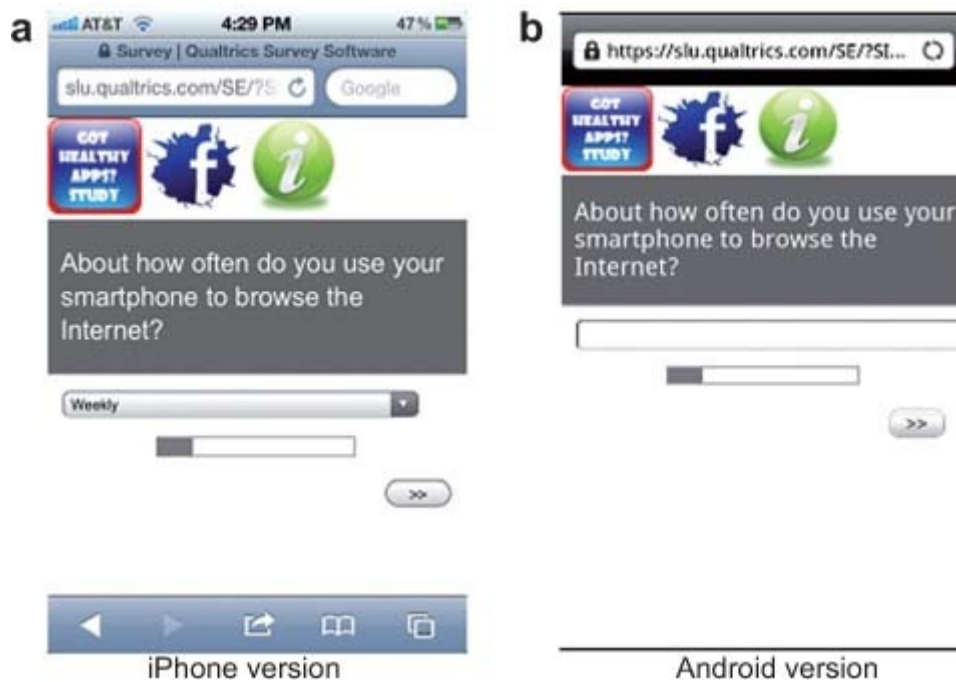 a
AT&T 4:29 PM 47%
Survey | Qualtrics Survey Software
slu.qualtrics.com/SE/?S Google
GOT
HEALTHY
APPS?
STUDY
f
i
About how often do you use your
smartphone to browse the
Internet?
Weekly
>>
iPhone version
b
https://slu.qualtrics.com/SE/?SI...
GOT
HEALTHY
APPS?
STUDY
f
i
About how often do you use your
smartphone to browse the
Internet?
>>
Android version